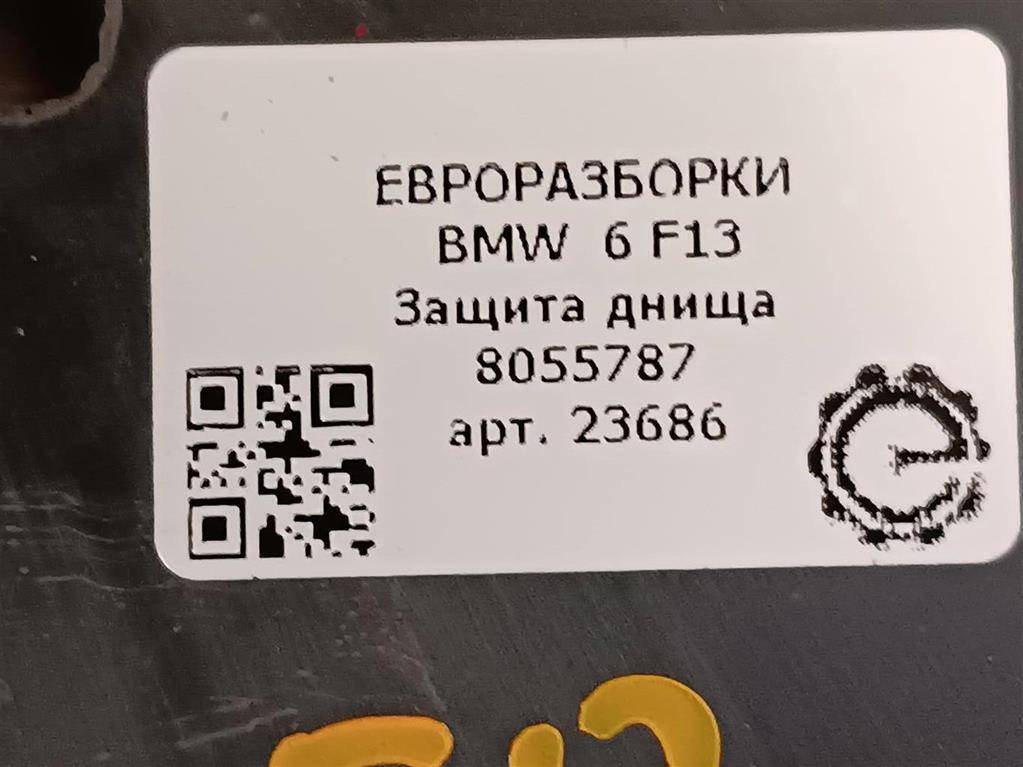 ЕВРОРАЗБОРКИ
BMW 6 F13
Защита днища
8055787
арт. 23686